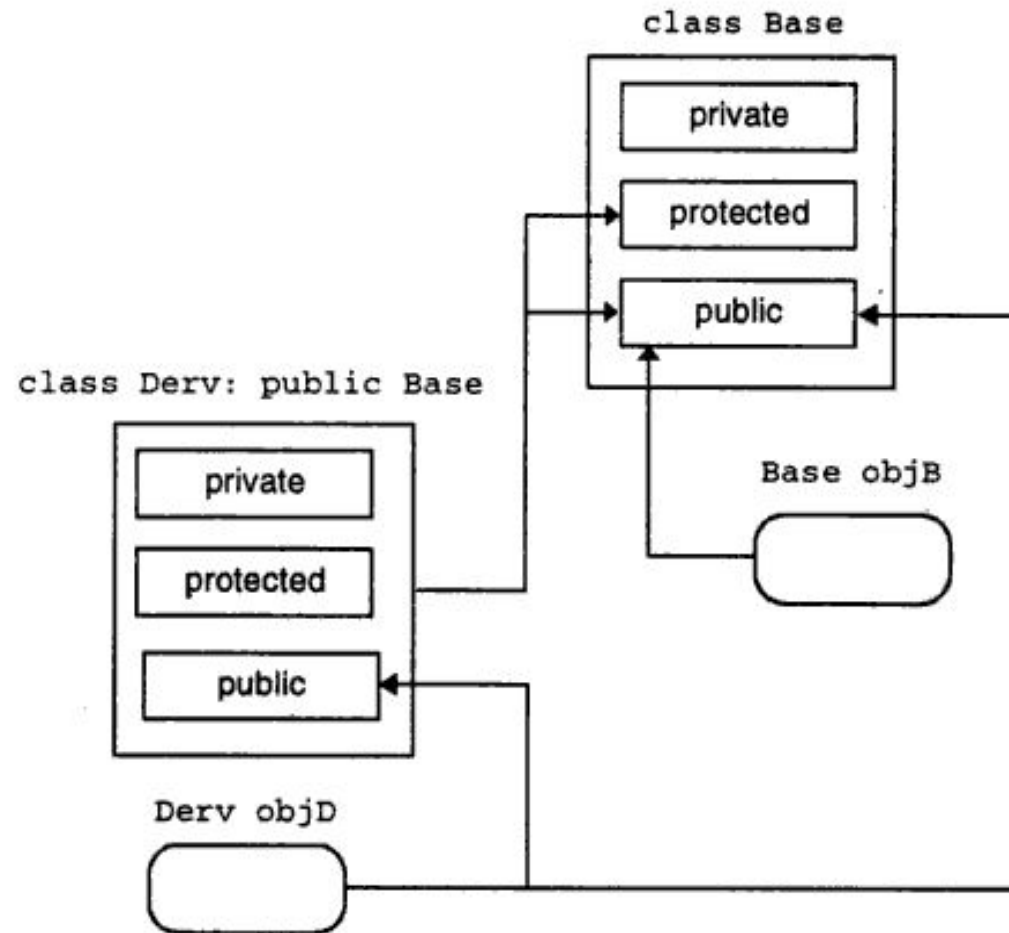 class Base
private
protected
public
class Derv: public Base
private
protected
public
Base objB
Derv objD